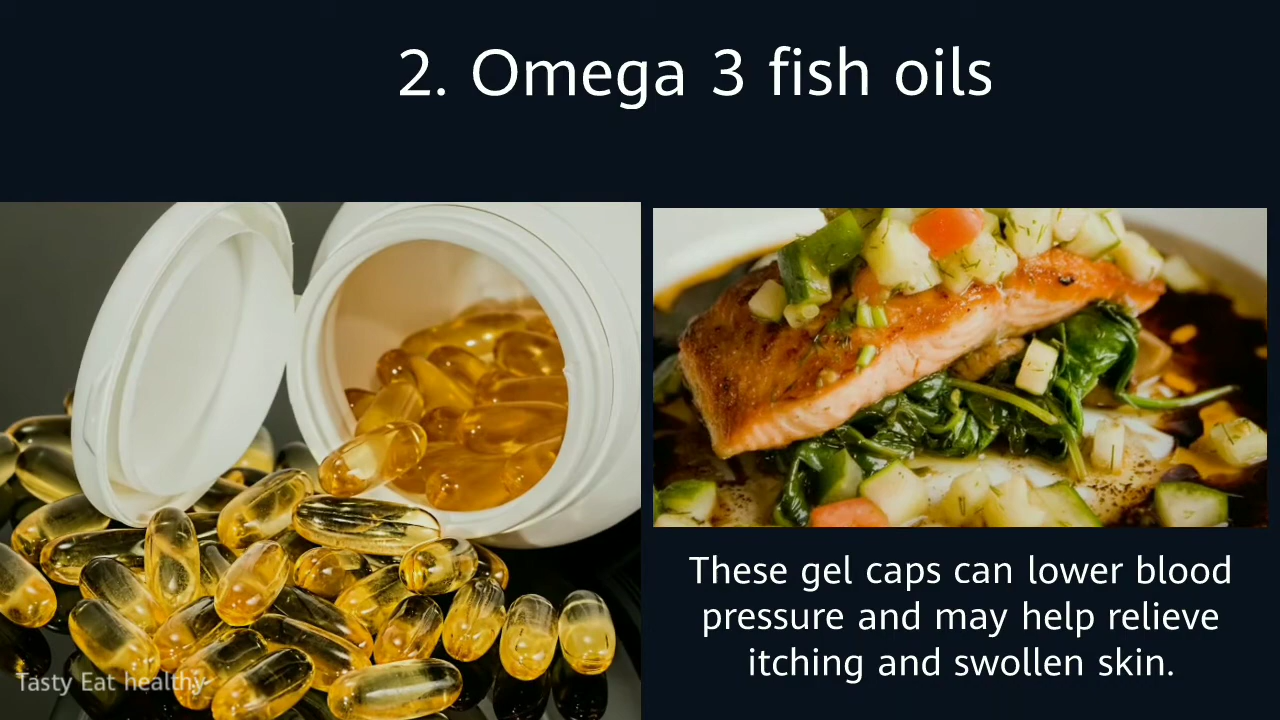 2. Omega 3 fish oils
These gel caps can lower blood
pressure and may help relieve
itching and swollen skin.
Tasty Eat healthy